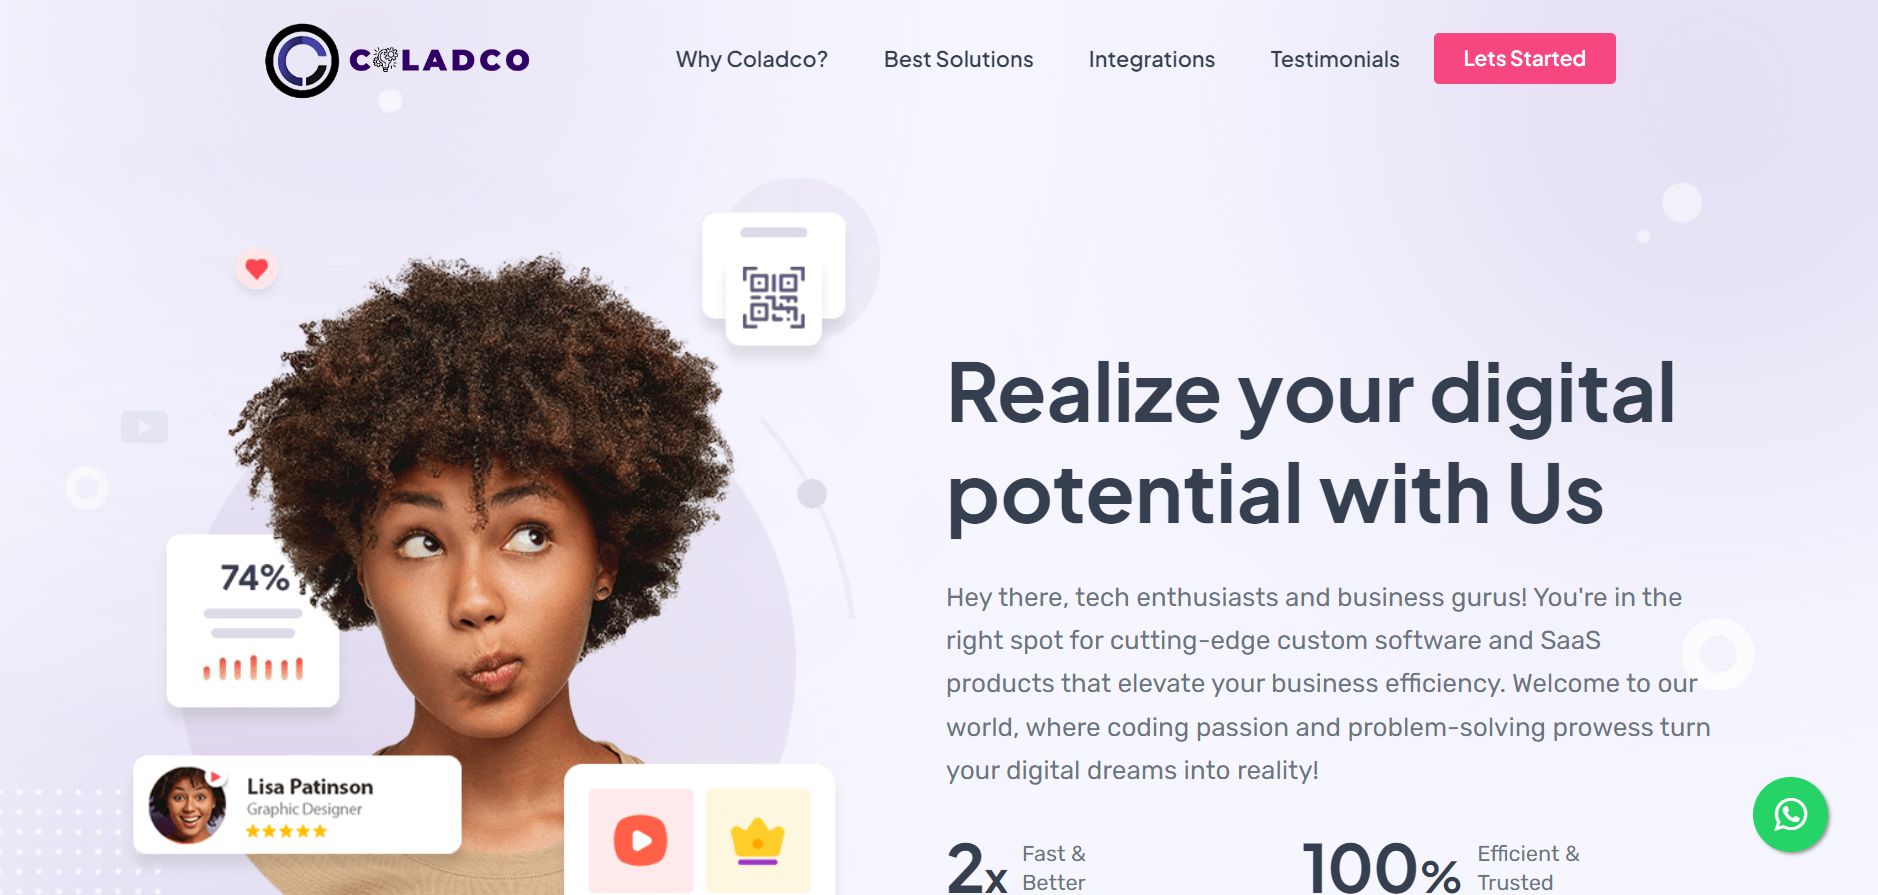 COLADCO
Why Coladco?
Best Solutions
Integrations
Testimonials
Lets Started
Realize your digital
potential with Us
Hey there, tech enthusiasts and business gurus! You're in the
right spot for cutting-edge custom software and SaaS
products that elevate your business efficiency. Welcome to our
world, where coding passion and problem-solving prowess turn
your digital dreams into reality!
74%
Lisa Patinson
Graphic Designer
2x
Fast &
Better
100%
Efficient &
Trusted